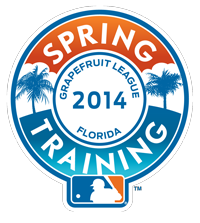 SPRING
GRAPEFRUIT LEAGUE
2014
FLORIDA
TRAINING
TM